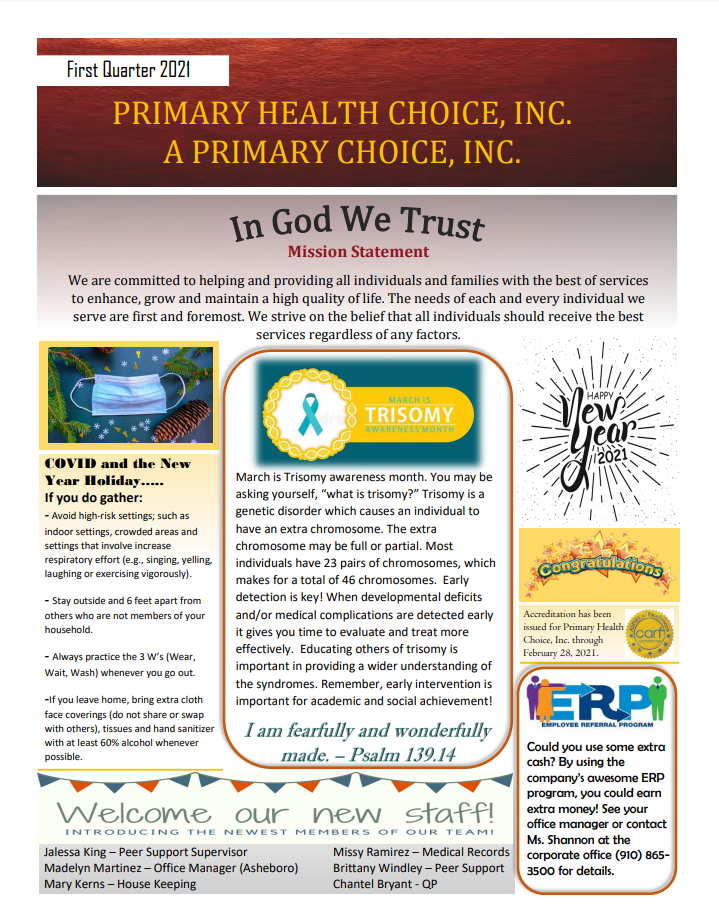 First Quarter 2021
PRIMARY HEALTH CHOICE, INC.
A PRIMARY CHOICE, INC.
In God We Trust
Mission Statement
We are committed to helping and providing all individuals and families with the best of services
to enhance, grow and maintain a high quality of life. The needs of each and every individual we
serve are first and foremost. We strive on the belief that all individuals should receive the best
services regardless of any factors.
COVID and the New
Year Holiday.....
If you do gather:
- Avoid high-risk settings; such as
indoor settings, crowded areas and
settings that involve increase
respiratory effort (e.g., singing, yelling,
laughing or exercising vigorously).
- Stay outside and 6 feet apart from
others who are not members of your
household.
- Always practice the 3 W's (Wear,
Wait, Wash) whenever you go out.
-If you leave home, bring extra cloth
face coverings (do not share or swap
with others), tissues and hand sanitizer
with at least 60% alcohol whenever
possible.
MARCH IS
TRISOMY
AWARENESS MONTH
March is Trisomy awareness month. You may be
asking yourself, “what is trisomy?” Trisomy is a
genetic disorder which causes an individual to
have an extra chromosome. The extra
chromosome may be full or partial. Most
individuals have 23 pairs of chromosomes, which
makes for a total of 46 chromosomes. Early
detection is key! When developmental deficits
and/or medical complications are detected early
it gives you time to evaluate and treat more
effectively. Educating others of trisomy is
important in providing a wider understanding of
the syndromes. Remember, early intervention is
important for academic and social achievement!
I am fearfully and wonderfully
made. – Psalm 139.14
HAPPY
New
Year
2021
Congratulations
Accreditation has been
issued for Primary Health
Choice, Inc. through
February 28, 2021.
carf
ERP
EMPLOYEE REFERRAL PROGRAM
Could you use some extra
cash? By using the
company's awesome ERP
program, you could earn
extra money! See your
office manager or contact
Ms. Shannon at the
corporate office (910) 865-
3500 for details.
Welcome our new staff!
INTRODUCING THE NEWEST MEMBERS OF OUR TEAM!
Jalessa King – Peer Support Supervisor
Madelyn Martinez – Office Manager (Asheboro)
Mary Kerns – House Keeping
Missy Ramirez – Medical Records
Brittany Windley – Peer Support
Chantel Bryant - QP